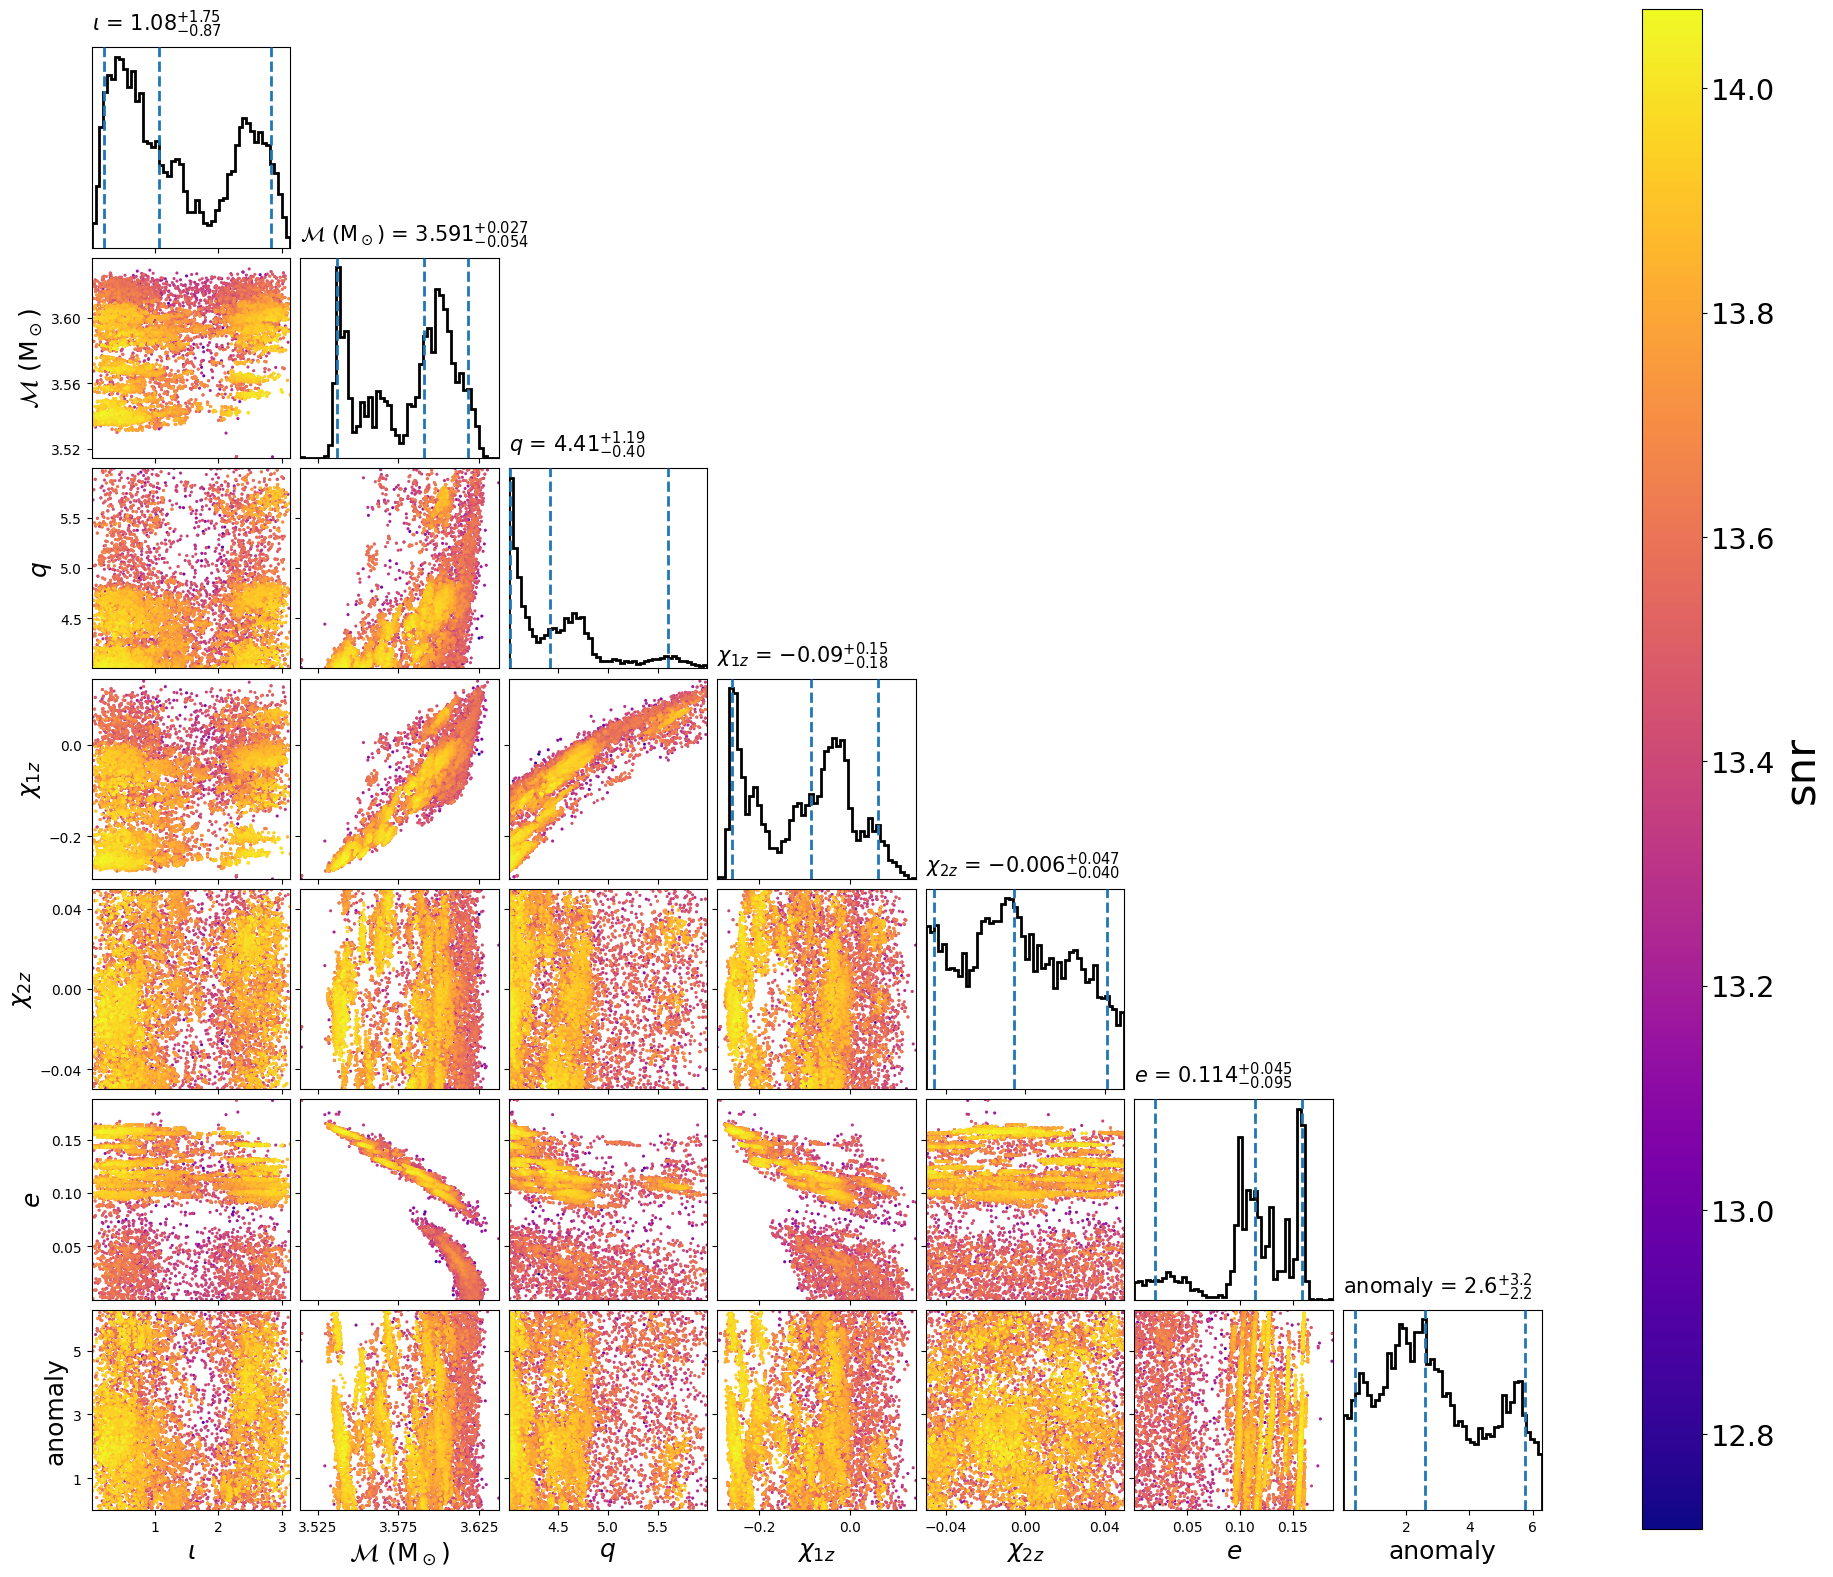 ι = 1.08+1.75−0.87
ℳ (M⊙) = 3.591+0.027−0.054
q = 4.41+1.19−0.40
χ1z = −0.09+0.15−0.18
χ2z = −0.006+0.047−0.040
e = 0.114+0.045−0.095
anomaly = 2.6+3.2−2.2
ℳ (M⊙)
3.60
3.56
3.52
q
5.5
5.0
4.5
χ1z
0.0
−0.2
χ2z
0.04
0.00
−0.04
e
0.15
0.10
0.05
anomaly
5
3
1
1 2 3
3.525 3.575 3.625
4.5 5.0 5.5
−0.2 0.0
−0.04 0.00 0.04
0.05 0.10 0.15
2 4 6
ι
ℳ (M⊙)
q
χ1z
χ2z
e
anomaly
14.0
13.8
13.6
13.4
13.2
13.0
12.8
snr